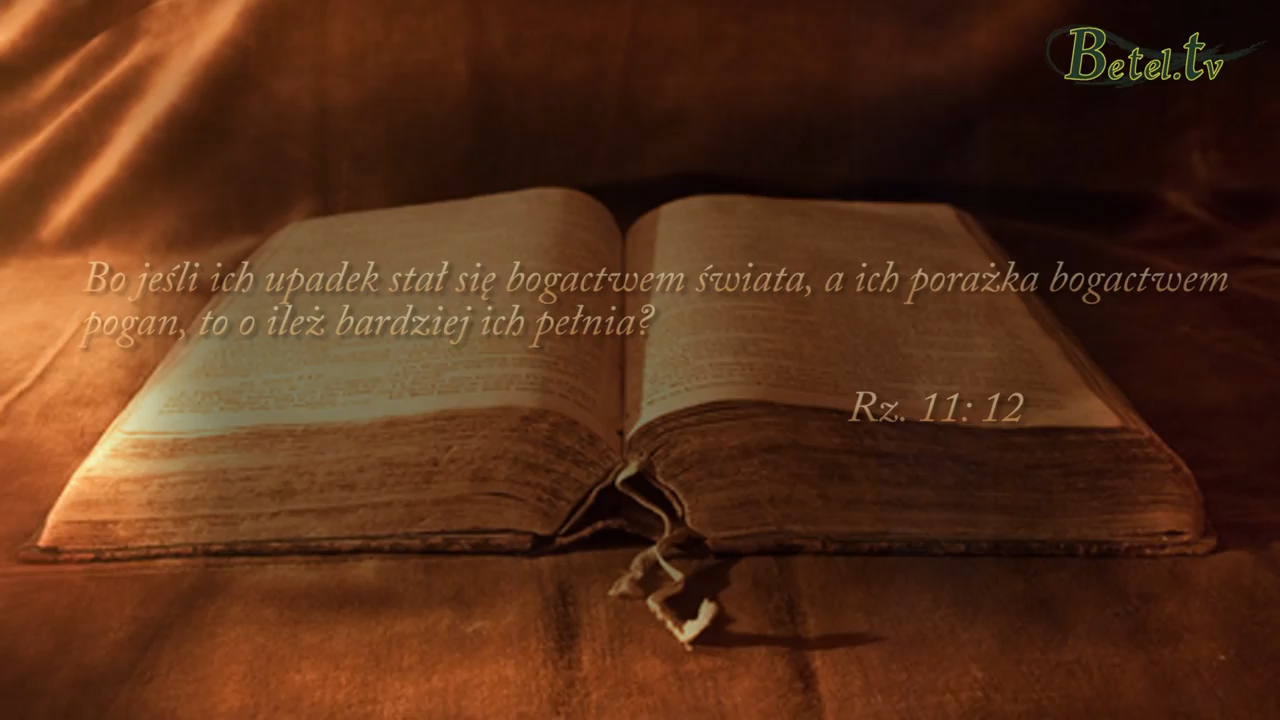 Betel.tv
Bo jeśli ich upadek stał się bogactwem świata, a ich porażka bogactwem
pogan, to o ileż bardziej ich pełnia?
Rz. 11: 12